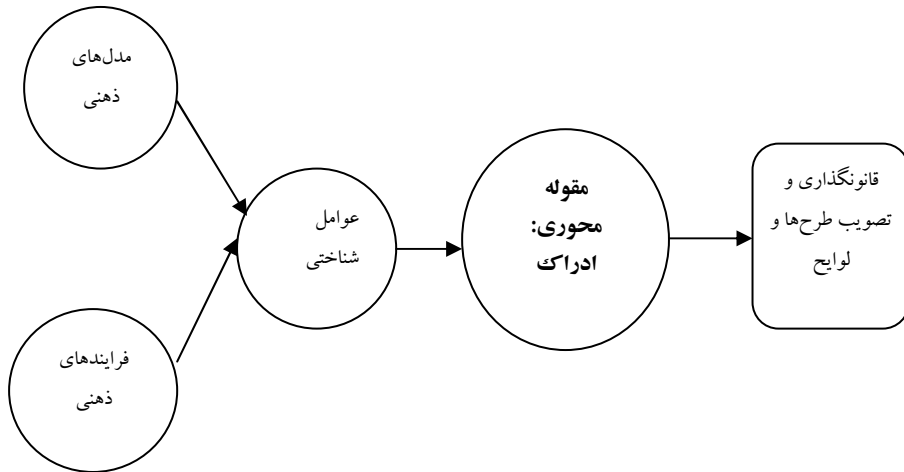 مدل‌های
ذهنی
فرایندهای
ذهنی
عوامل
شناختی
مقوله
محوری:
ادراک
قانونگذاری و
تصویب طرح‌ها و
لوایح